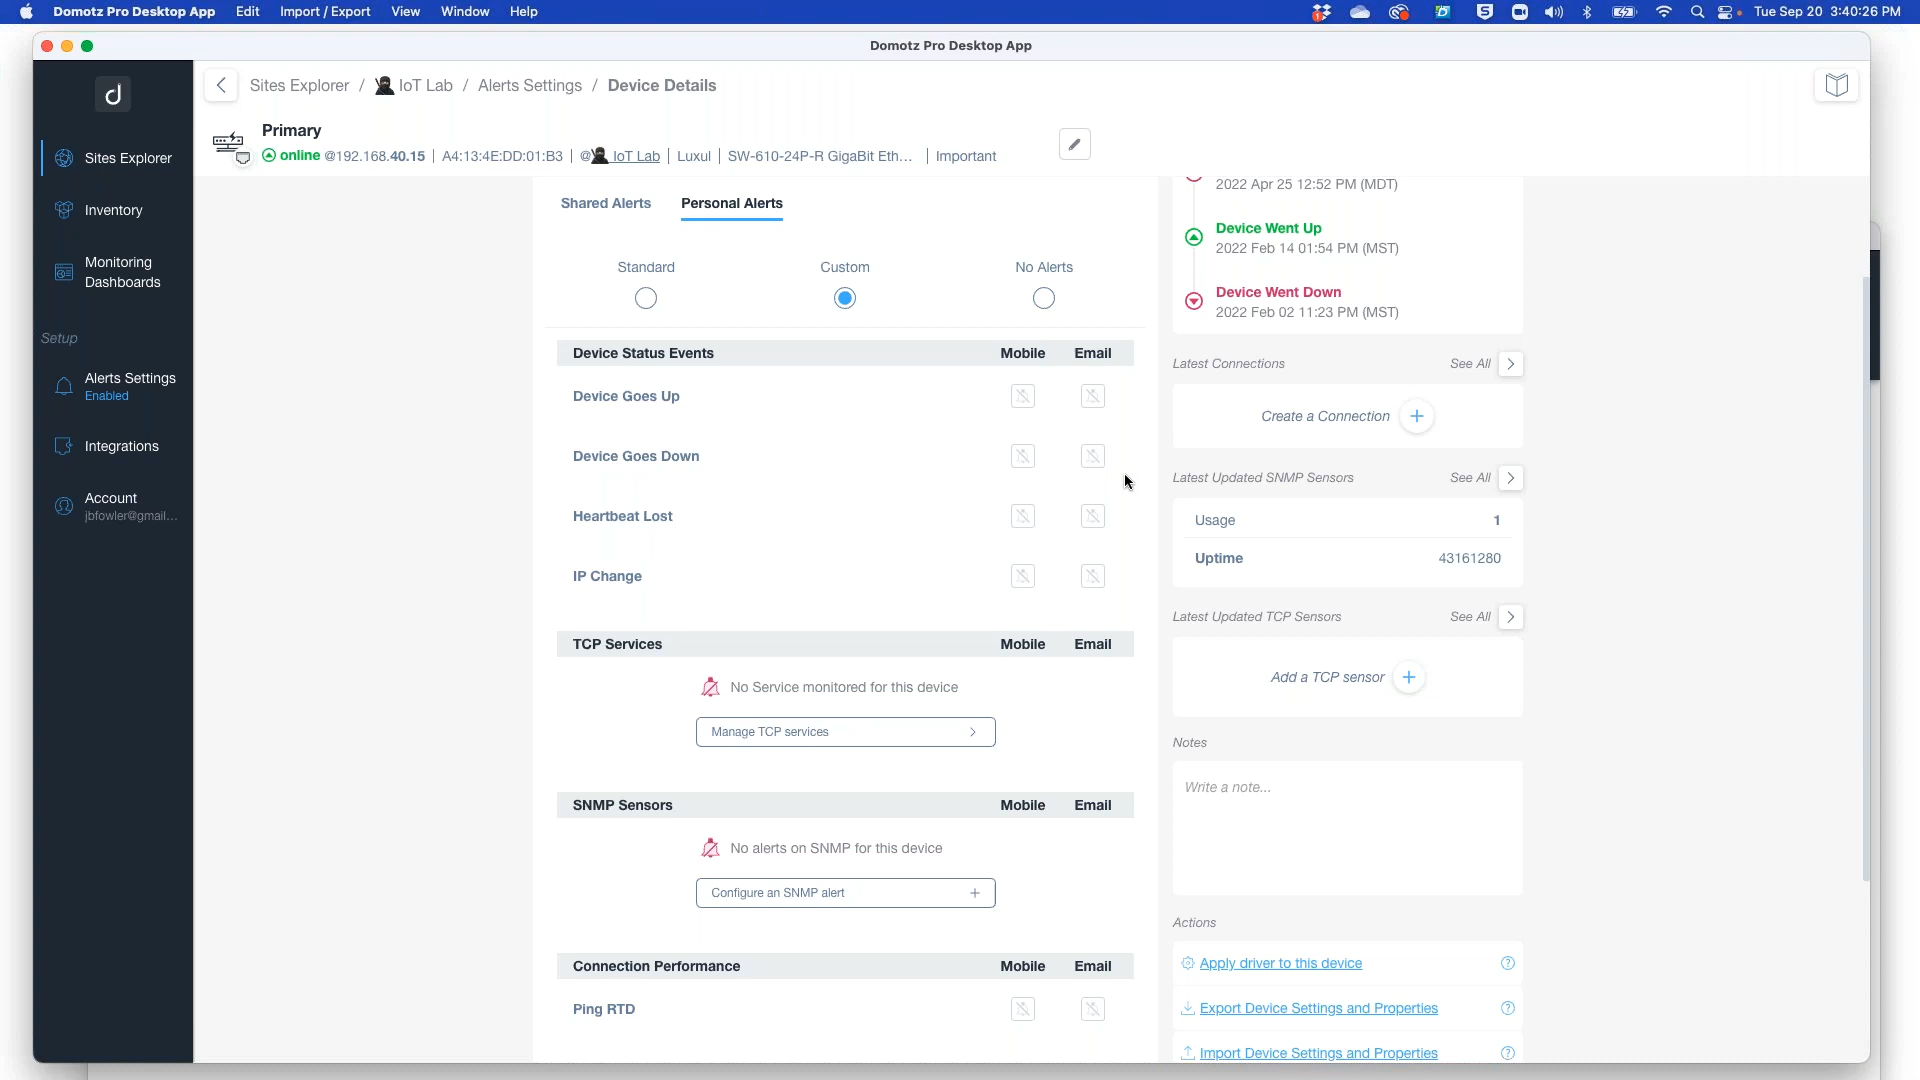 Domotz Pro Desktop App Edit Import / Export View Window Help
Tue Sep 20 3:40:26 PM
Domotz Pro Desktop App
Sites Explorer / IoT Lab / Alerts Settings / Device Details
Primary
online @192.168.40.15 | A4:13:4E:DD:01:B3 | @ IoT Lab | Luxul | SW-610-24P-R GigaBit Eth... | Important
Sites Explorer
Inventory
Monitoring
Dashboards
Setup
Alerts Settings
Enabled
Integrations
Account
jbfowler@gmail...
Shared Alerts Personal Alerts
Standard Custom No Alerts
Device Status Events Mobile Email
Device Goes Up
Device Goes Down
Heartbeat Lost
IP Change
TCP Services Mobile Email
No Service monitored for this device
Manage TCP services
SNMP Sensors Mobile Email
No alerts on SNMP for this device
Configure an SNMP alert
Connection Performance Mobile Email
Ping RTD
2022 Apr 25 12:52 PM (MDT)
Device Went Up
2022 Feb 14 01:54 PM (MST)
Device Went Down
2022 Feb 02 11:23 PM (MST)
Latest Connections See All
Create a Connection
Latest Updated SNMP Sensors See All
Usage 1
Uptime 43161280
Latest Updated TCP Sensors See All
Add a TCP sensor
Notes
Write a note...
Actions
Apply driver to this device
Export Device Settings and Properties
Import Device Settings and Properties